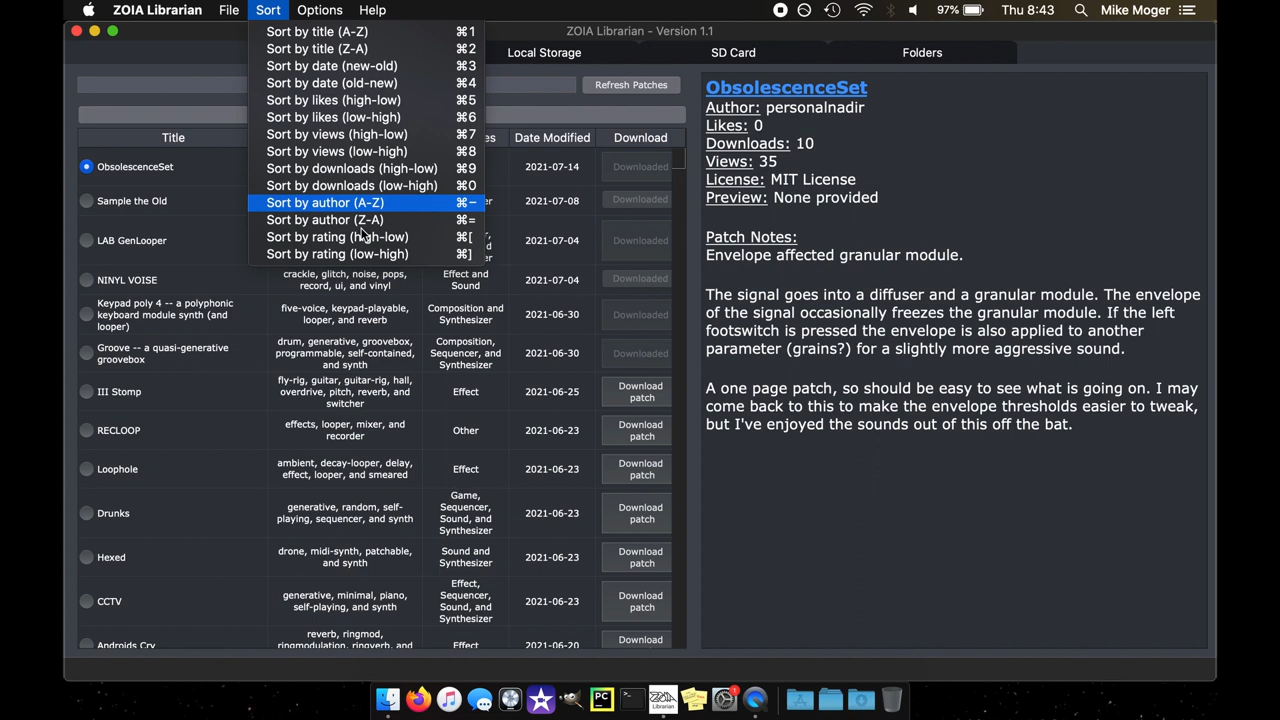 ZOIA Librarian File Sort Options Help 97% Thu 8:43 Mike Moger
ZOIA Librarian - Version 1.1
Local Storage SD Card Folders
Sort by title (A-Z) ⌘1
Sort by title (Z-A) ⌘2
Sort by date (new-old) ⌘3
Sort by date (old-new) ⌘4
Sort by likes (high-low) ⌘5
Sort by likes (low-high) ⌘6
Sort by views (high-low) ⌘7
Sort by views (low-high) ⌘8
Sort by downloads (high-low) ⌘9
Sort by downloads (low-high) ⌘0
Sort by author (A-Z) ⌘-
Sort by author (Z-A) ⌘=
Sort by rating (high-low) ⌘[
Sort by rating (low-high) ⌘]
Refresh Patches
Title Date Modified Download
ObsolescenceSet 2021-07-14 Downloaded
Sample the Old 2021-07-08 Downloaded
LAB GenLooper 2021-07-04 Downloaded
NINYL VOISE
crackle, glitch, noise, pops,
record, ui, and vinyl
Effect and
Sound
2021-07-04 Downloaded
Keypad poly 4 -- a polyphonic
keyboard module synth (and
looper)
five-voice, keypad-playable,
looper, and reverb
Composition and
Synthesizer
2021-06-30 Downloaded
Groove -- a quasi-generative
groovebox
drum, generative, groovebox,
programmable, self-contained,
and synth
Composition,
Sequencer, and
Synthesizer
2021-06-30 Downloaded
III Stomp
fly-rig, guitar, guitar-rig, hall,
overdrive, pitch, reverb, and
switcher
Effect
2021-06-25
Download
patch
RECLOOP
effects, looper, mixer, and
recorder
Other
2021-06-23
Download
patch
Loophole
ambient, decay-looper, delay,
effect, looper, and smeared
Effect
2021-06-23
Download
patch
Drunks
generative, random, self-
playing, sequencer, and synth
Game,
Sequencer,
Sound, and
Synthesizer
2021-06-23
Download
patch
Hexed
drone, midi-synth, patchable,
and synth
Sound and
Synthesizer
2021-06-23
Download
patch
CCTV
generative, minimal, piano,
self-playing, and synth
Effect,
Sequencer,
Sound, and
Synthesizer
2021-06-23
Download
patch
Androids Cry
reverb, ringmod,
ringmodulation, ringverb, and
Effect
2021-06-20
Download
ObsolescenceSet
Author: personalnadir
Likes: 0
Downloads: 10
Views: 35
License: MIT License
Preview: None provided
Patch Notes:
Envelope affected granular module.
The signal goes into a diffuser and a granular module. The envelope
of the signal occasionally freezes the granular module. If the left
footswitch is pressed the envelope is also applied to another
parameter (grains?) for a slightly more aggressive sound.
A one page patch, so should be easy to see what is going on. I may
come back to this to make the envelope thresholds easier to tweak,
but I've enjoyed the sounds out of this off the bat.
PC
ZOIA
Librarian
1